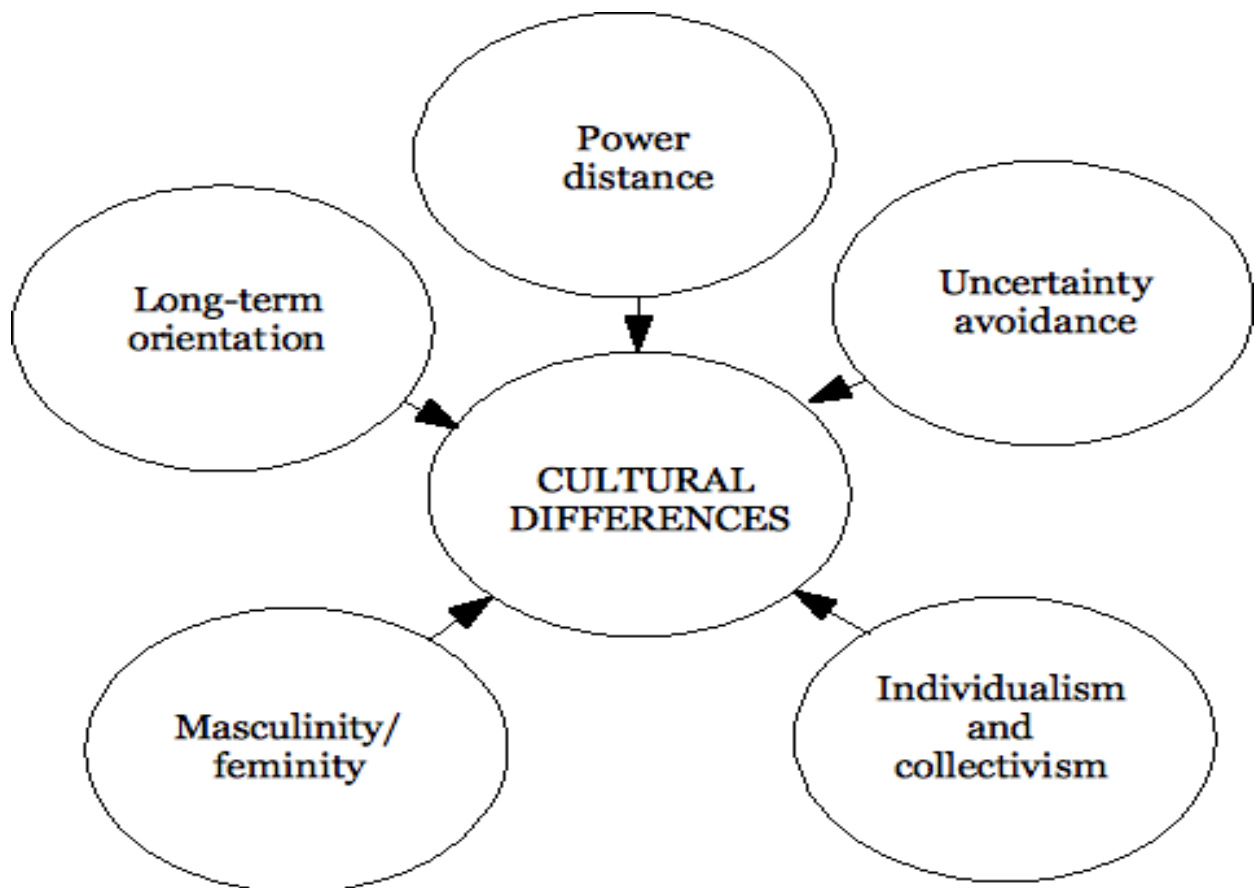 Power
distance
Long-term
orientation
Uncertainty
avoidance
CULTURAL
DIFFERENCES
Masculinity/
feminity
Individualism
and
collectivism